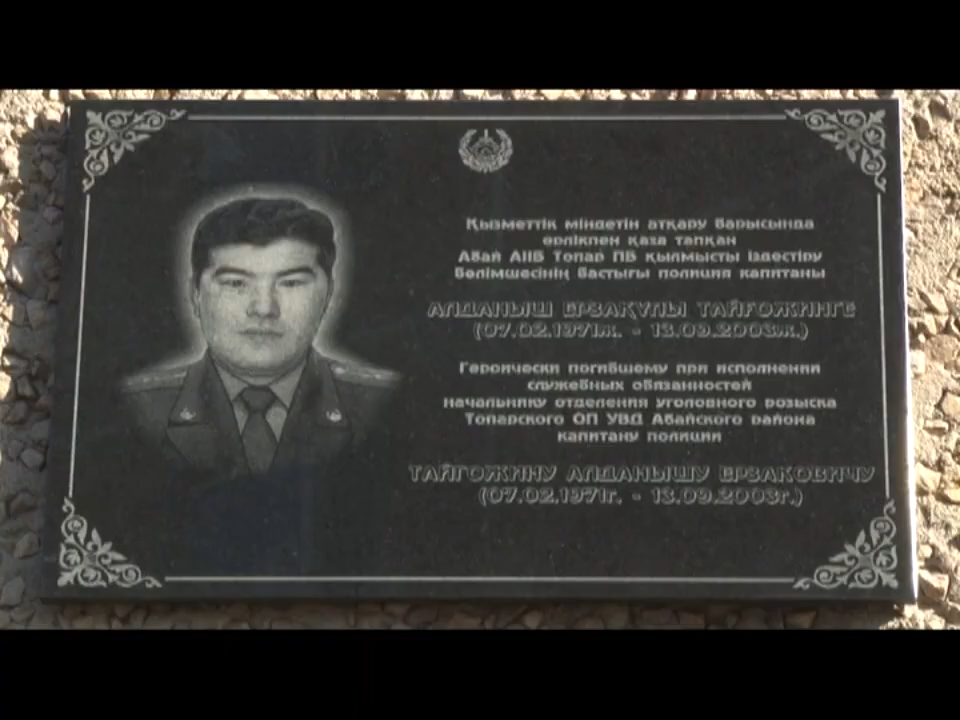 Қызметтік міндетін атқару барысында
ерлікпен қаза тапқан
Абай АІІБ Топар ПБ қылмысты іздестіру
бөлімшесінің бастығы полиция капитаны
АЛДАНЫШ ЕРЗАҚҰЛЫ ТАЙҒОЖИНГЕ
(07.02.1971ж. - 13.09.2003ж.)
Героически погибшему при исполнении
служебных обязанностей
начальнику отделения уголовного розыска
Топарского ОП УВД Абайского района
капитану полиции
ТАЙГОЖИНУ АЛДАНЫШУ ЕРЗАКОВИЧУ
(07.02.1971г. - 13.09.2003г.)